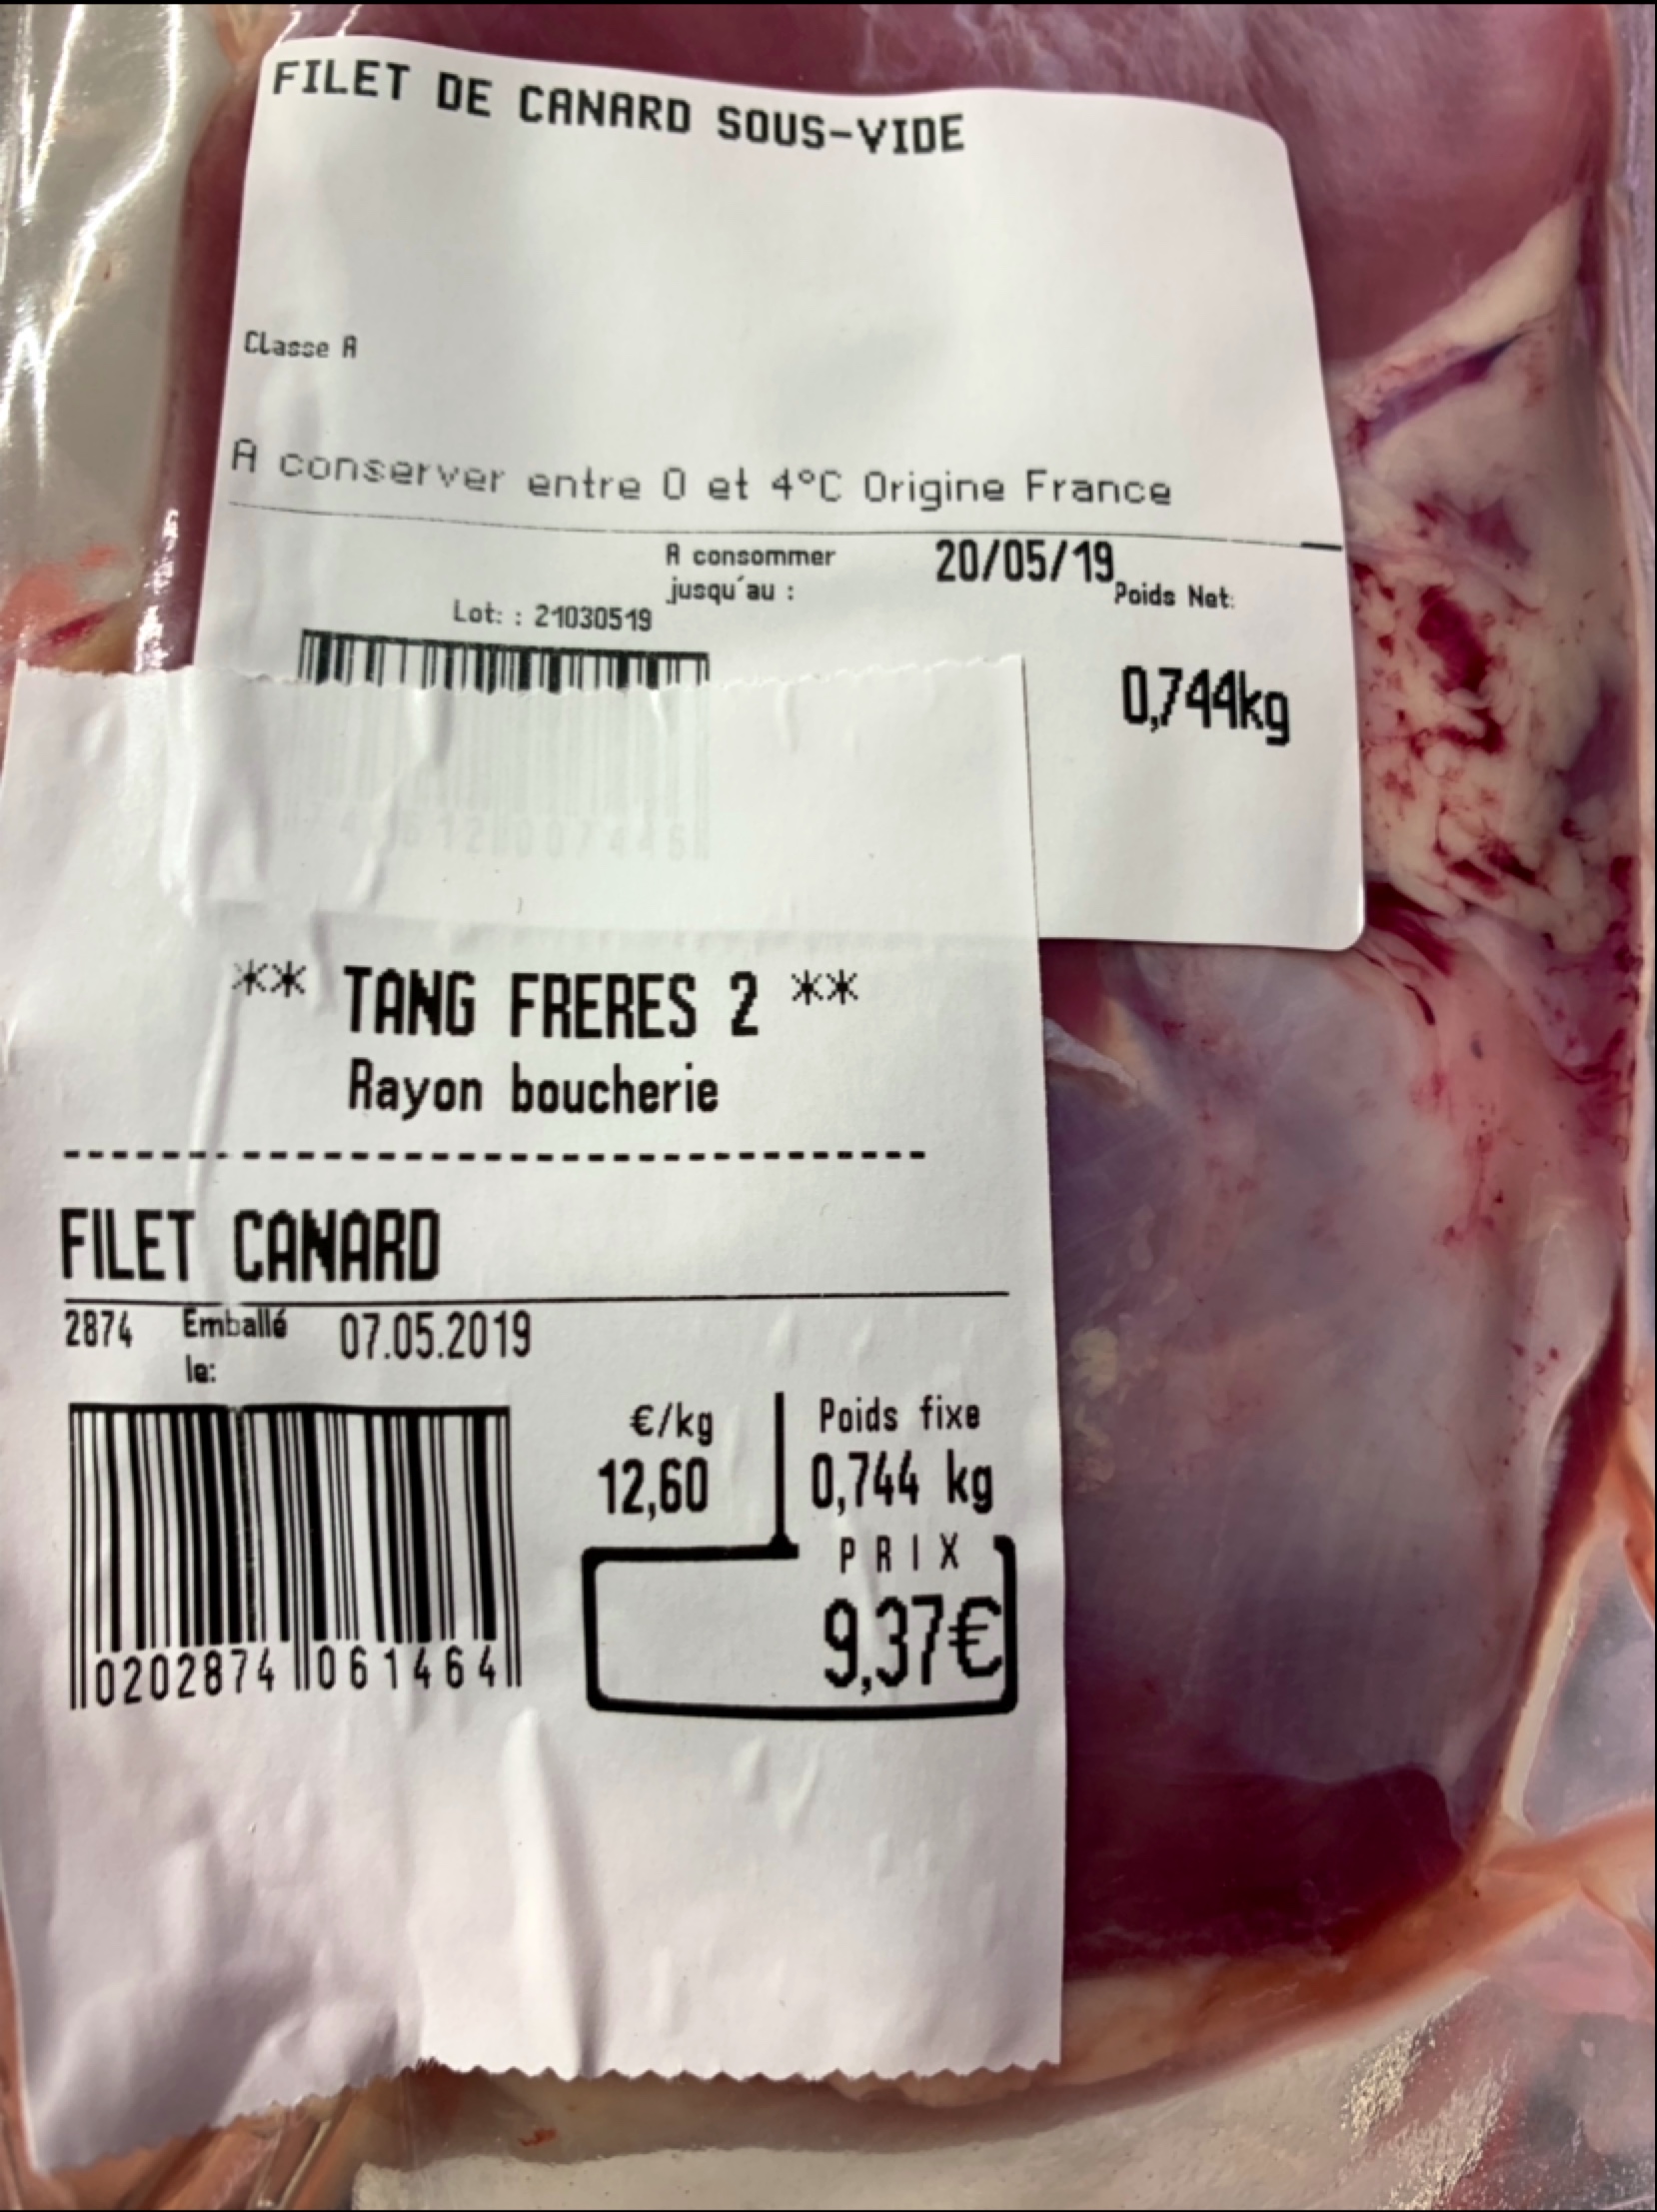 FILET DE CANARD SOUS-VIDE
Classe A
A conserver entre 0 et 4°C Origine France
A consommer
jusqu'au :
20/05/19
Poids Net:
Lot: : 21030519
0,744kg
** TANG FRERES 2 **
Rayon boucherie
--------------------------------
FILET CANARD
2874 Emballé
le:
07.05.2019
€/kg
12,60
Poids fixe
0,744 kg
PRIX
9,37€
0202874 061464